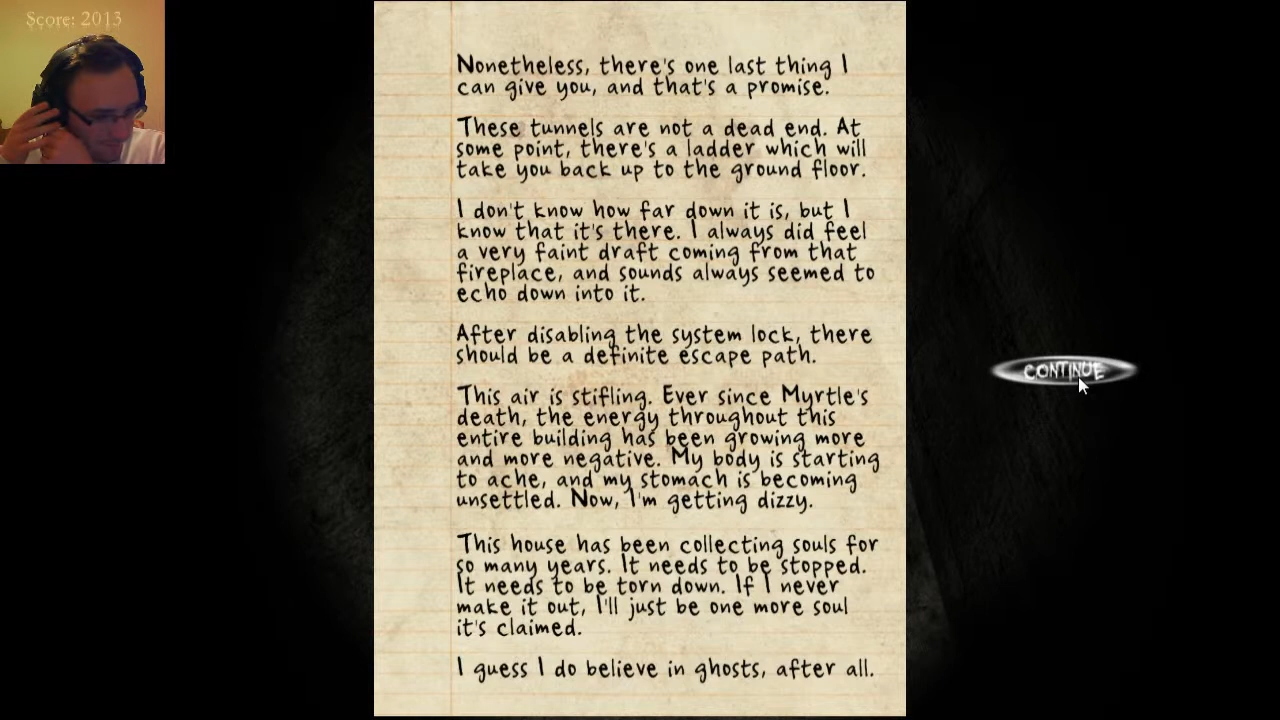 Score: 2013
Nonetheless, there's one last thing I
can give you, and that's a promise.
These tunnels are not a dead end. At
some point, there's a ladder which will
take you back up to the ground floor.
I don't know how far down it is, but I
know that it's there. I always did feel
a very faint draft coming from that
fireplace, and sounds always seemed to
echo down into it.
After disabling the system lock, there
should be a definite escape path.
This air is stifling. Ever since Myrtle's
death, the energy throughout this
entire building has been growing more
and more negative. My body is starting
to ache, and my stomach is becoming
unsettled. Now, I'm getting dizzy.
This house has been collecting souls for
so many years. It needs to be stopped.
It needs to be torn down. If I never
make it out, I'll just be one more soul
it's claimed.
I guess I do believe in ghosts, after all.
CONTINUE